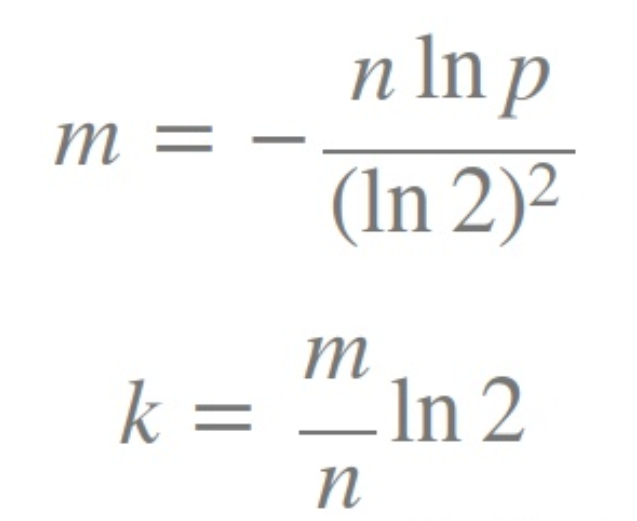 m = − n ln p / (ln 2)²
k = m / n ln 2